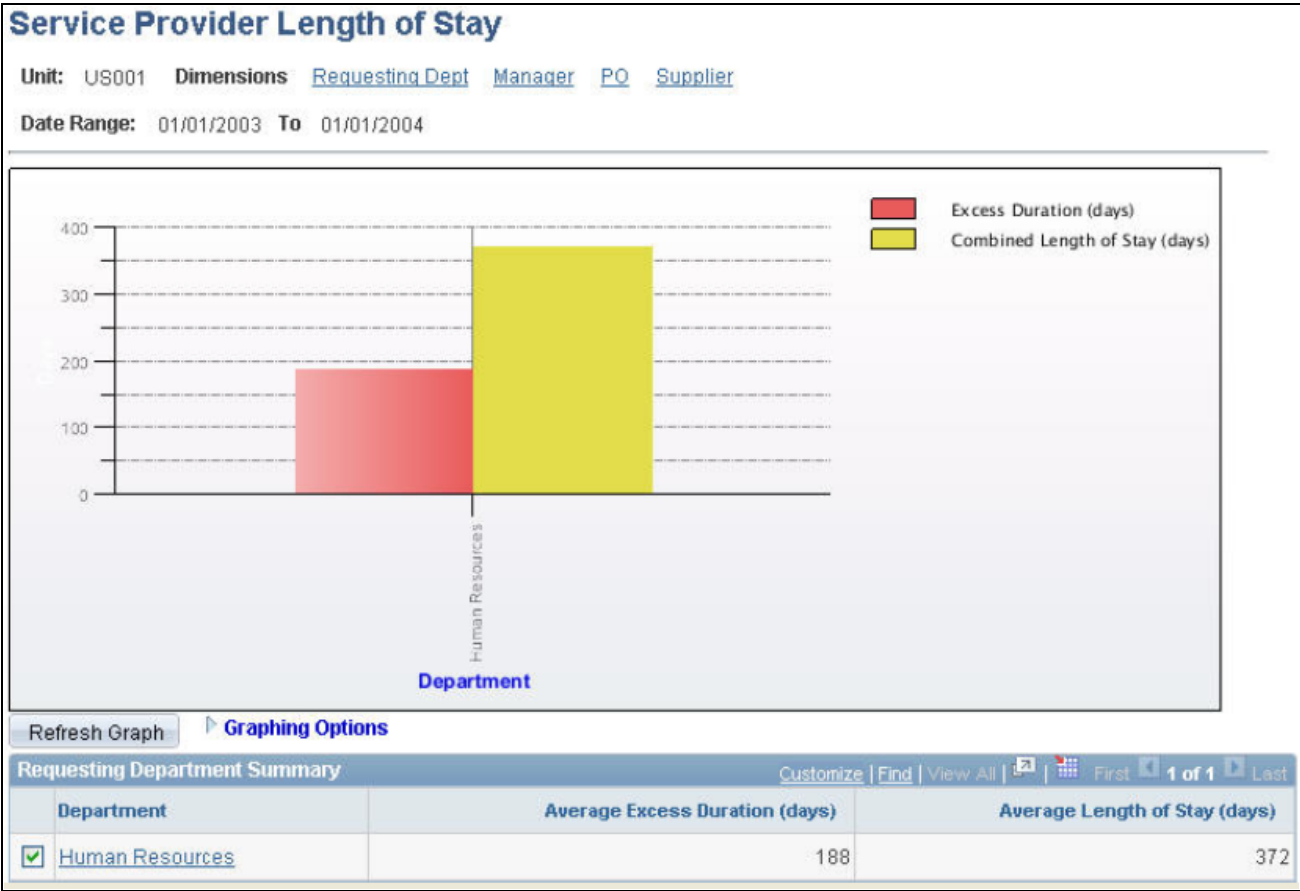 Service Provider Length of Stay
Unit: US001 Dimensions Requesting Dept Manager PO Supplier
Date Range: 01/01/2003 To 01/01/2004
Excess Duration (days)
Combined Length of Stay (days)
400
300
200
100
0
Human Resources
Department
Refresh Graph Graphing Options
Requesting Department Summary Customize | Find | View All | | First 1 of 1 Last
Department Average Excess Duration (days) Average Length of Stay (days)
Human Resources 188 372